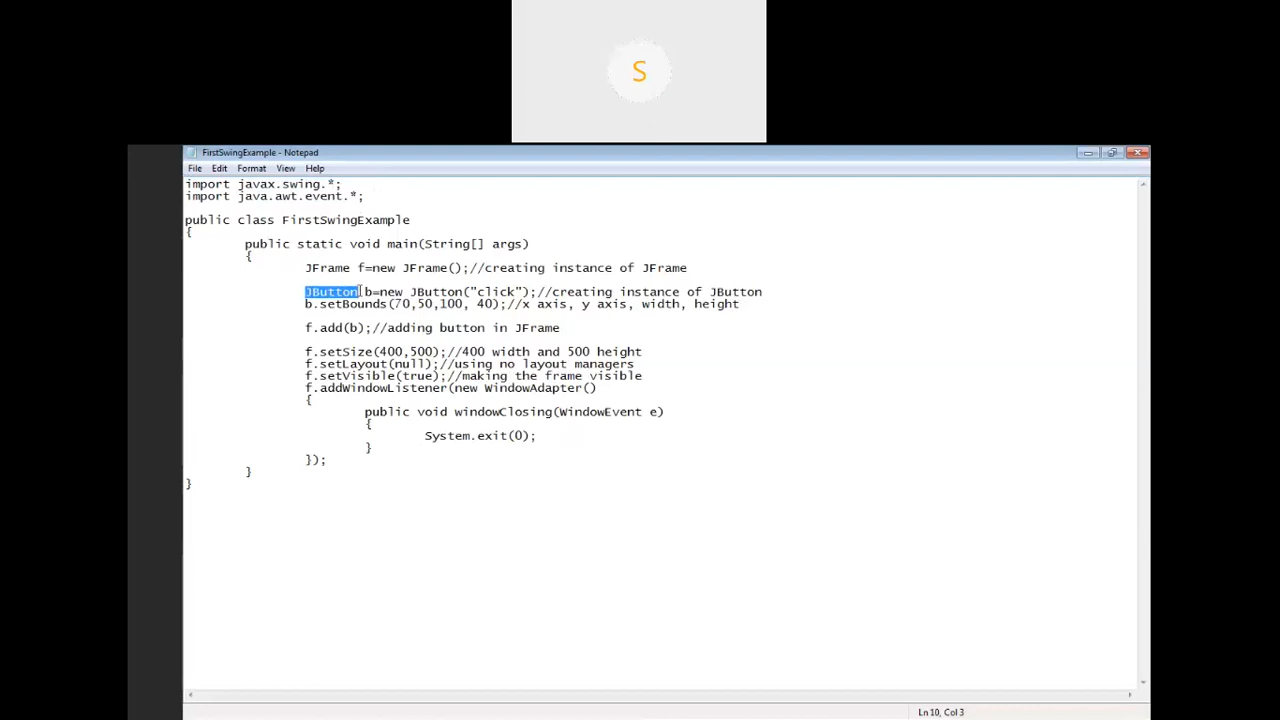 S
FirstSwingExample - Notepad
File Edit Format View Help
import javax.swing.*;
import java.awt.event.*;
public class FirstSwingExample
{
public static void main(String[] args)
{
JFrame f=new JFrame();//creating instance of JFrame
JButton b=new JButton("click");//creating instance of JButton
b.setBounds(70,50,100, 40);//x axis, y axis, width, height
f.add(b);//adding button in JFrame
f.setSize(400,500);//400 width and 500 height
f.setLayout(null);//using no layout managers
f.setVisible(true);//making the frame visible
f.addWindowListener(new WindowAdapter()
{
public void windowClosing(WindowEvent e)
{
System.exit(0);
}
});
}
}
Ln 10, Col 3